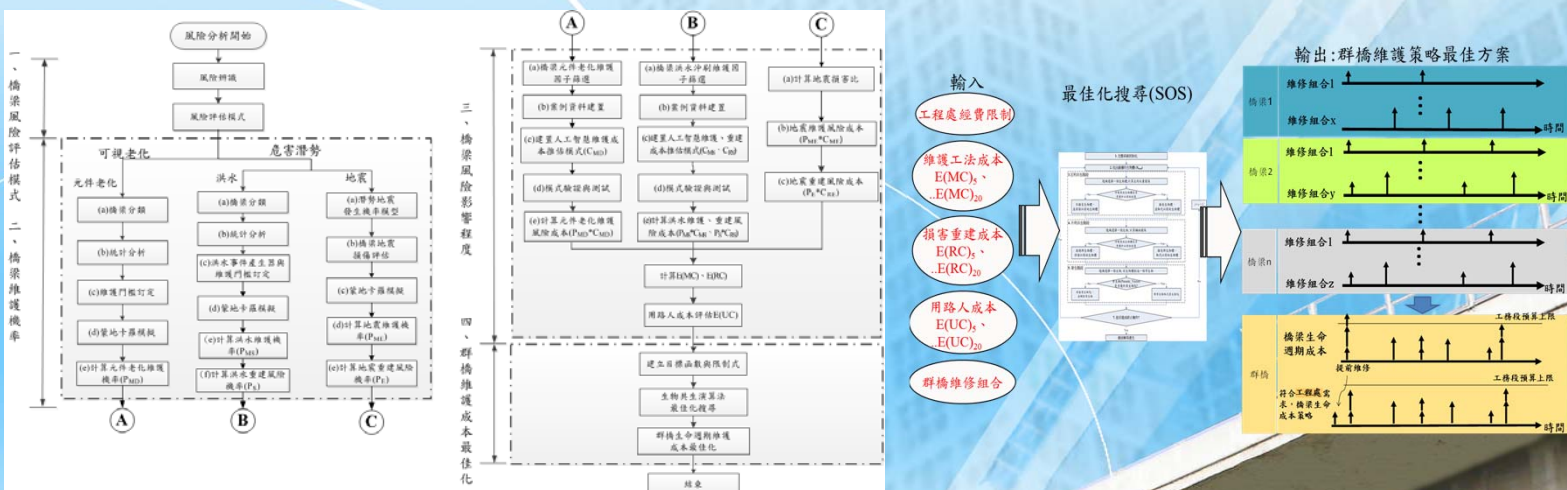 風險分析開始
一、橋梁風險評估模式
風險辨識
風險評估模式
二、橋梁維護機率
可視老化
危害潛勢
元件老化
洪水
地震
(a)橋梁分類
(b)統計分析
(c)維護門檻訂定
(d)蒙地卡羅模擬
(e)計算元件老化維護
機率(P_MD)
A
(a)橋梁分類
(b)統計分析
(c)洪水事件產生器與
維護門檻訂定
(d)蒙地卡羅模擬
(e)計算洪水維護機
率(P_MS)
(f)計算洪水重建風險
機率(P_S)
B
(a)潛勢地震
發生機率模型
(b)橋梁地震
損傷評估
(c)蒙地卡羅模擬
(d)計算地震維護機
率(P_ME)
(e)計算地震重建風險
機率(P_E)
C
三、橋梁風險影響程度
A
(a)橋梁元件老化維護
因子篩選
(b)案例資料建置
(c)建置人工智慧維護成
本推估模式(C_MD)
(d)模式驗證與測試
(e)計算元件老化維護
風險成本(P_MD*C_MD)
B
(a)橋梁洪水沖刷維護因
子篩選
(b)案例資料建置
(c)建置人工智慧維護、重建
成本推估模式
(d)模式驗證與測試
(e)計算洪水維護、重建風
險成本
C
(a)計算地震損害比
(b)地震維護風險成本
(P_ME*C_ME)
(c)地震重建風險成本
(P_E*C_RE)
計算E(MC)、E(RC)
用路人成本評估E(UC)
四、群橋維護成本最佳化
建立目標函數與限制式
生物共生演算法
最佳化搜尋
群橋生命週期維護
成本最佳化
結束
輸入
工程處經費限制
維護工法成本
E(MC)5、
..E(MC)20
損害重建成本
E(RC)5、
..E(RC)20
用路人成本
E(UC)5、
..E(UC)20
群橋維修組合
最佳化搜尋(SOS)
輸出:群橋維護策略最佳方案
橋梁1
維修組合1
維修組合x
時間
橋梁2
維修組合1
維修組合y
時間
橋梁n
維修組合1
維修組合z
時間
群橋
工務段預算上限
橋梁生命
週期成本
時間
提前維修
工務段預算上限
符合工程處需
求，橋梁生命
成本策略
時間